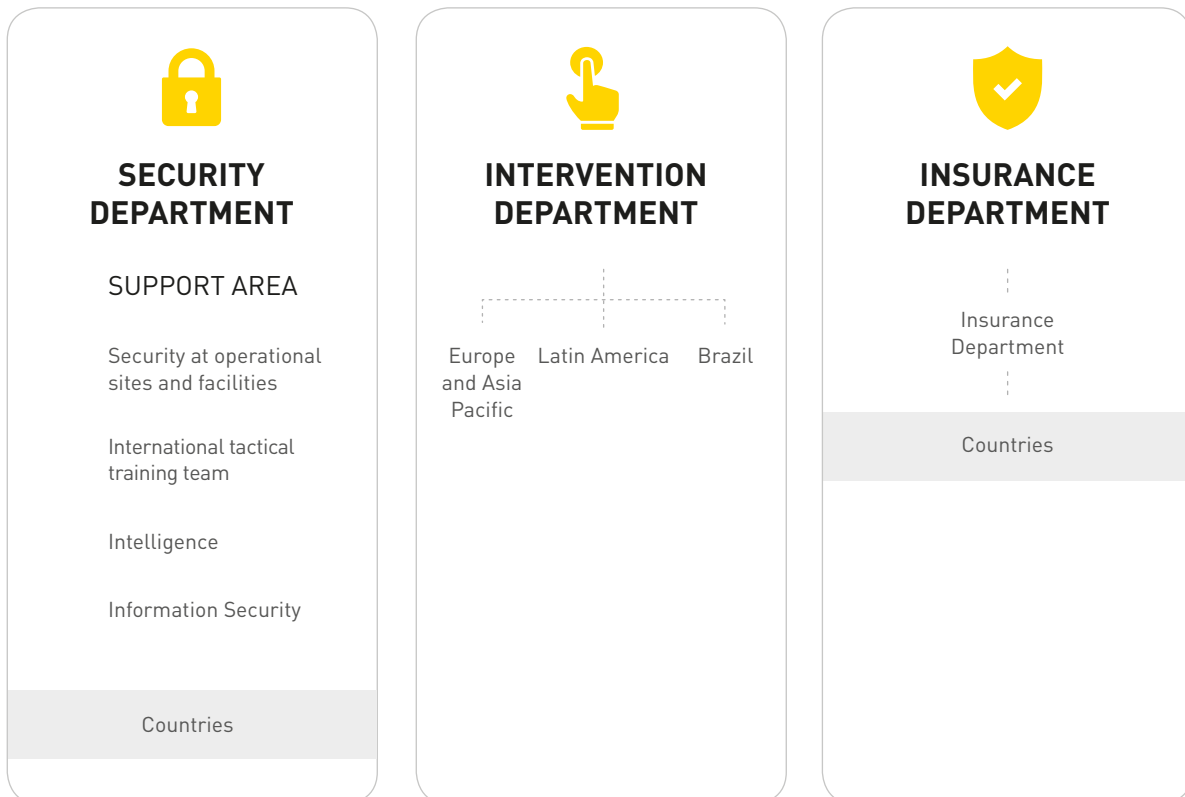 SECURITY
DEPARTMENT
SUPPORT AREA
Security at operational
sites and facilities
International tactical
training team
Intelligence
Information Security
Countries
INTERVENTION
DEPARTMENT
Europe
and Asia
Pacific
Latin America
Brazil
INSURANCE
DEPARTMENT
Insurance
Department
Countries